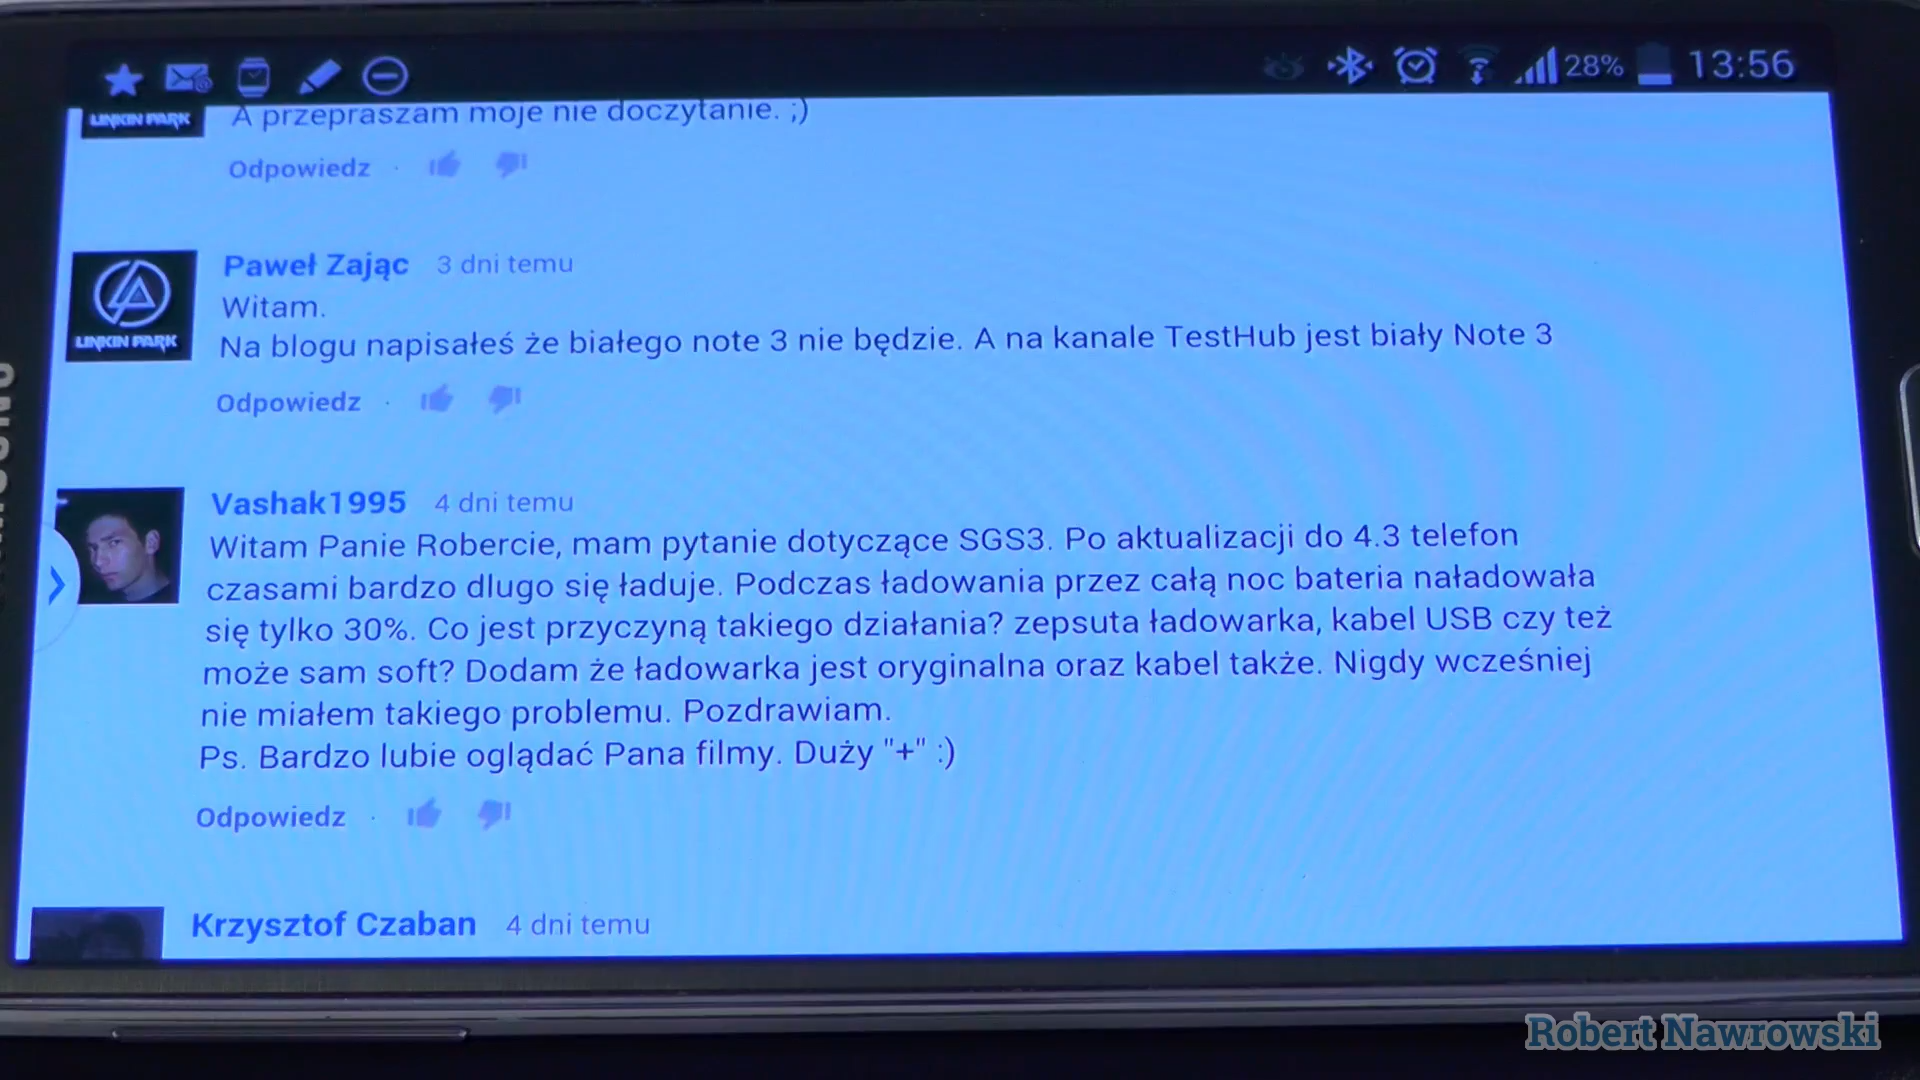 28% 13:56
LINKIN PARK
A przepraszam moje nie doczytanie. ;)
Odpowiedz ·
Paweł Zając 3 dni temu
LINKIN PARK
Witam.
Na blogu napisałeś że białego note 3 nie będzie. A na kanale TestHub jest biały Note 3
Odpowiedz ·
Vashak1995 4 dni temu
Witam Panie Robercie, mam pytanie dotyczące SGS3. Po aktualizacji do 4.3 telefon
czasami bardzo dlugo się ładuje. Podczas ładowania przez całą noc bateria naładowała
się tylko 30%. Co jest przyczyną takiego działania? zepsuta ładowarka, kabel USB czy też
może sam soft? Dodam że ładowarka jest oryginalna oraz kabel także. Nigdy wcześniej
nie miałem takiego problemu. Pozdrawiam.
Ps. Bardzo lubie oglądać Pana filmy. Duży "+" :)
Odpowiedz ·
Krzysztof Czaban 4 dni temu
Robert Nawrowski